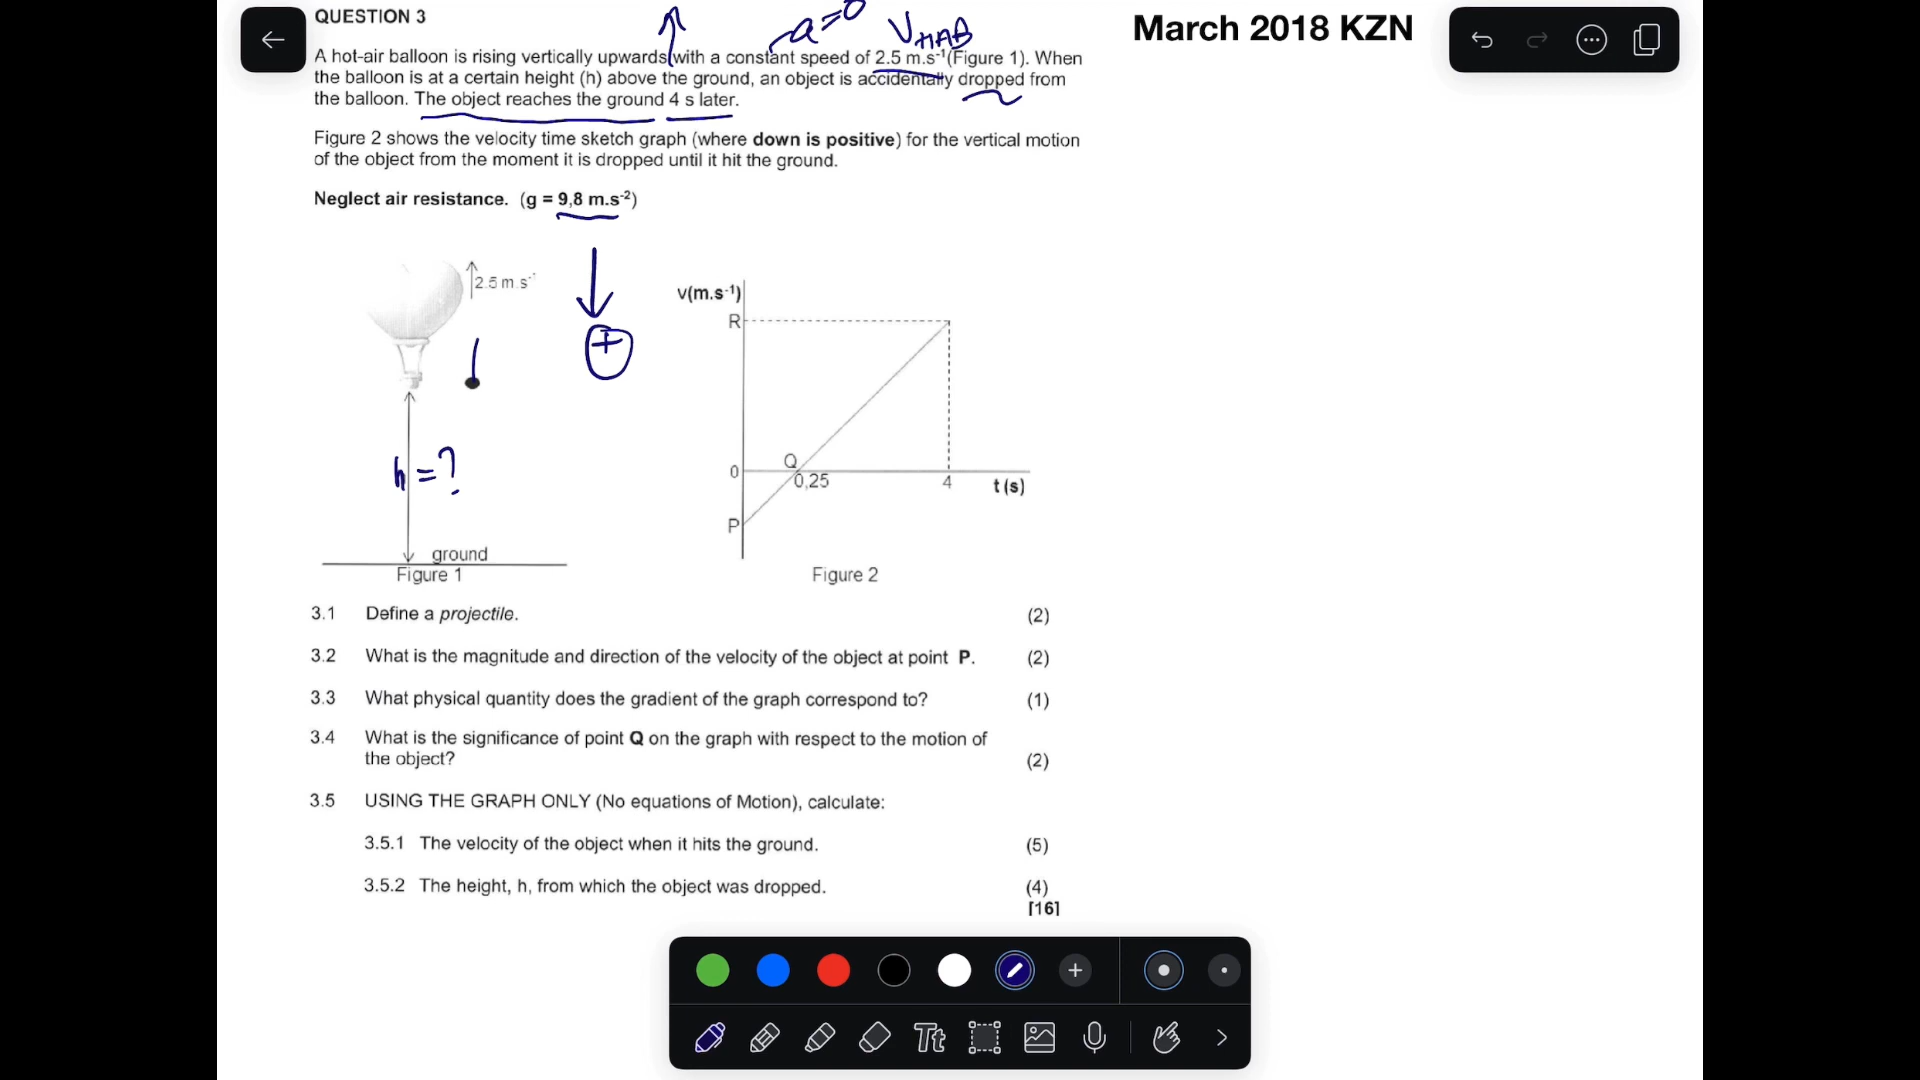 March 2018 KZN
QUESTION 3
a=0 VHAB
A hot-air balloon is rising vertically upwards with a constant speed of 2.5 m.s-1(Figure 1). When
the balloon is at a certain height (h) above the ground, an object is accidentally dropped from
the balloon. The object reaches the ground 4 s later.
Figure 2 shows the velocity time sketch graph (where down is positive) for the vertical motion
of the object from the moment it is dropped until it hit the ground.
Neglect air resistance. (g = 9,8 m.s-2)
2.5 m.s-1
+
h=?
ground
Figure 1
v(m.s-1)
R
Q
0
0,25
4
t(s)
P
Figure 2
3.1 Define a projectile. (2)
3.2 What is the magnitude and direction of the velocity of the object at point P. (2)
3.3 What physical quantity does the gradient of the graph correspond to? (1)
3.4 What is the significance of point Q on the graph with respect to the motion of
the object? (2)
3.5 USING THE GRAPH ONLY (No equations of Motion), calculate:
3.5.1 The velocity of the object when it hits the ground. (5)
3.5.2 The height, h, from which the object was dropped. (4)
[16]
Tt